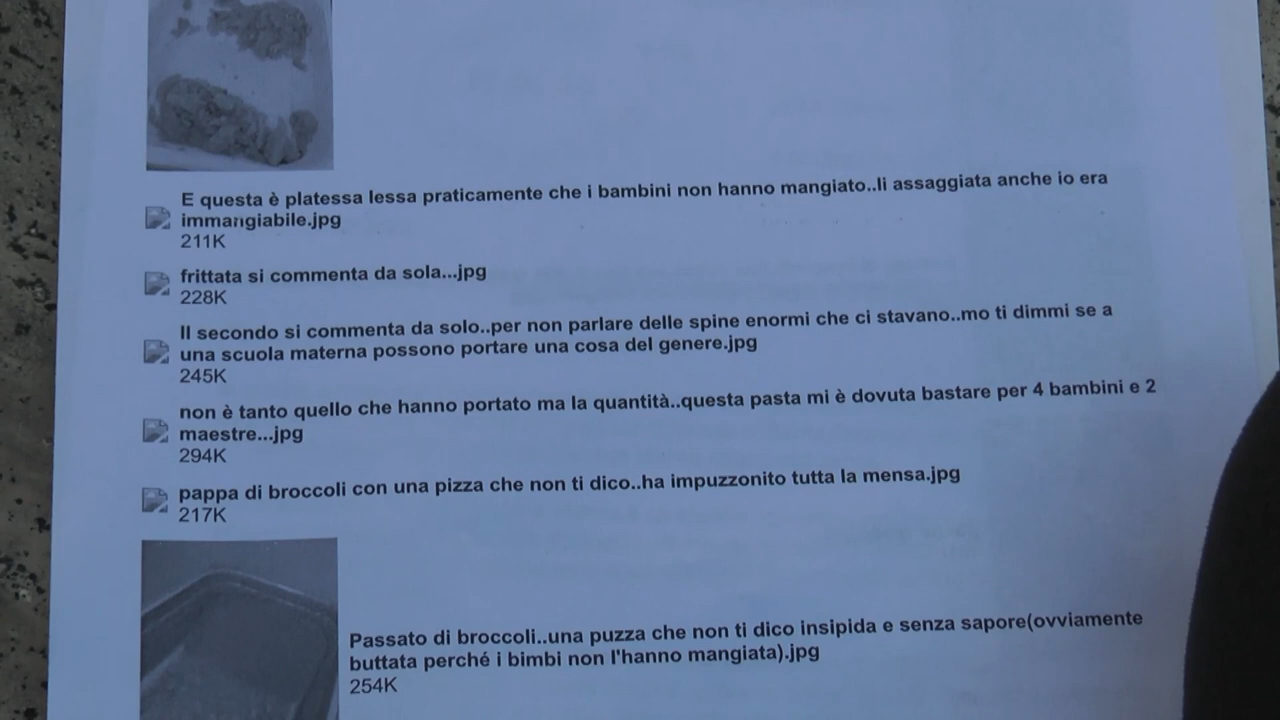 E questa è platessa lessa praticamente che i bambini non hanno mangiato..li assaggiata anche io era
immangiabile.jpg
211K
frittata si commenta da sola...jpg
228K
Il secondo si commenta da solo..per non parlare delle spine enormi che ci stavano..mo ti dimmi se a
una scuola materna possono portare una cosa del genere.jpg
245K
non è tanto quello che hanno portato ma la quantità..questa pasta mi è dovuta bastare per 4 bambini e 2
maestre...jpg
294K
pappa di broccoli con una pizza che non ti dico..ha impuzzonito tutta la mensa.jpg
217K
Passato di broccoli..una puzza che non ti dico insipida e senza sapore(ovviamente
buttata perché i bimbi non l'hanno mangiata).jpg
254K